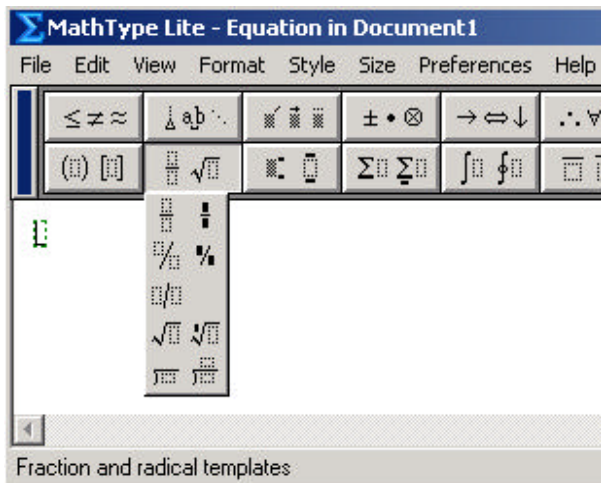 MathType Lite - Equation in Document1
File Edit View Format Style Size Preferences Help
≤ ≠ ≈ a b ⋱ ± • ⊗ → ⇔ ↓ ∴ ∀
( ) [ ] √ Σ Σ ∫ ∮
Fraction and radical templates